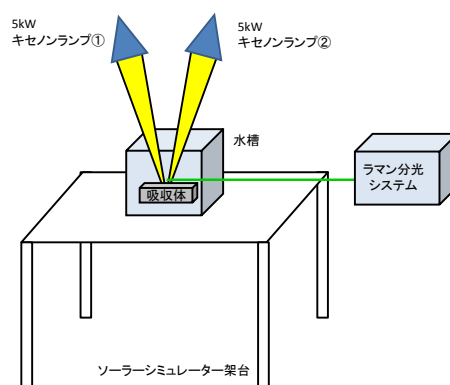 5kW
キセノンランプ①
5kW
キセノンランプ②
水槽
ラマン分光
システム
吸収体
ソーラーシミュレーター架台